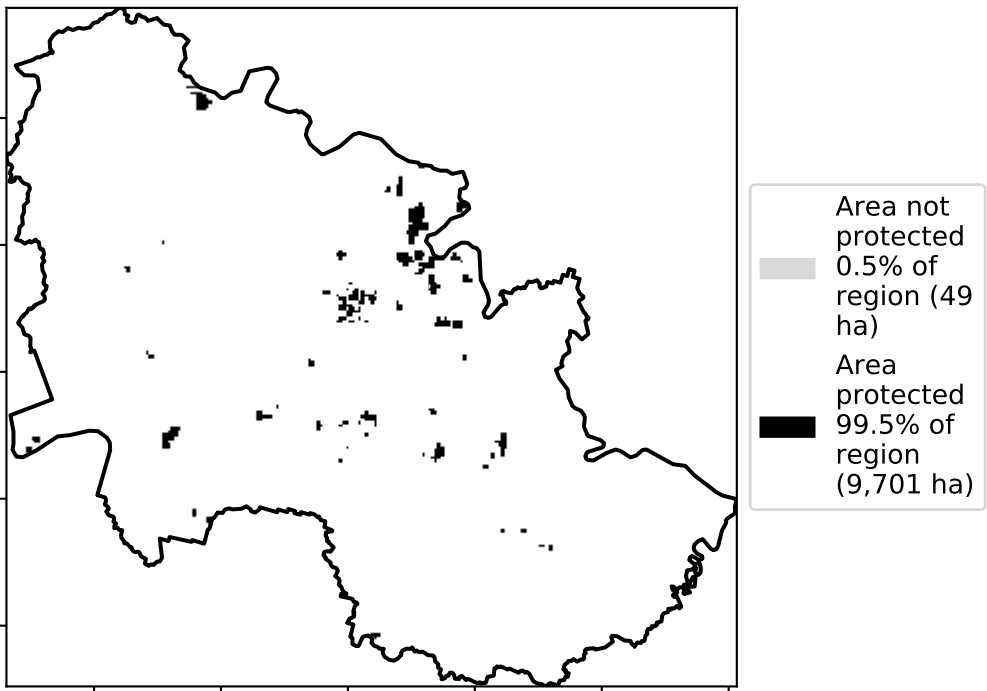 Area not
protected
0.5% of
region (49
ha)
Area
protected
99.5% of
region
(9,701 ha)